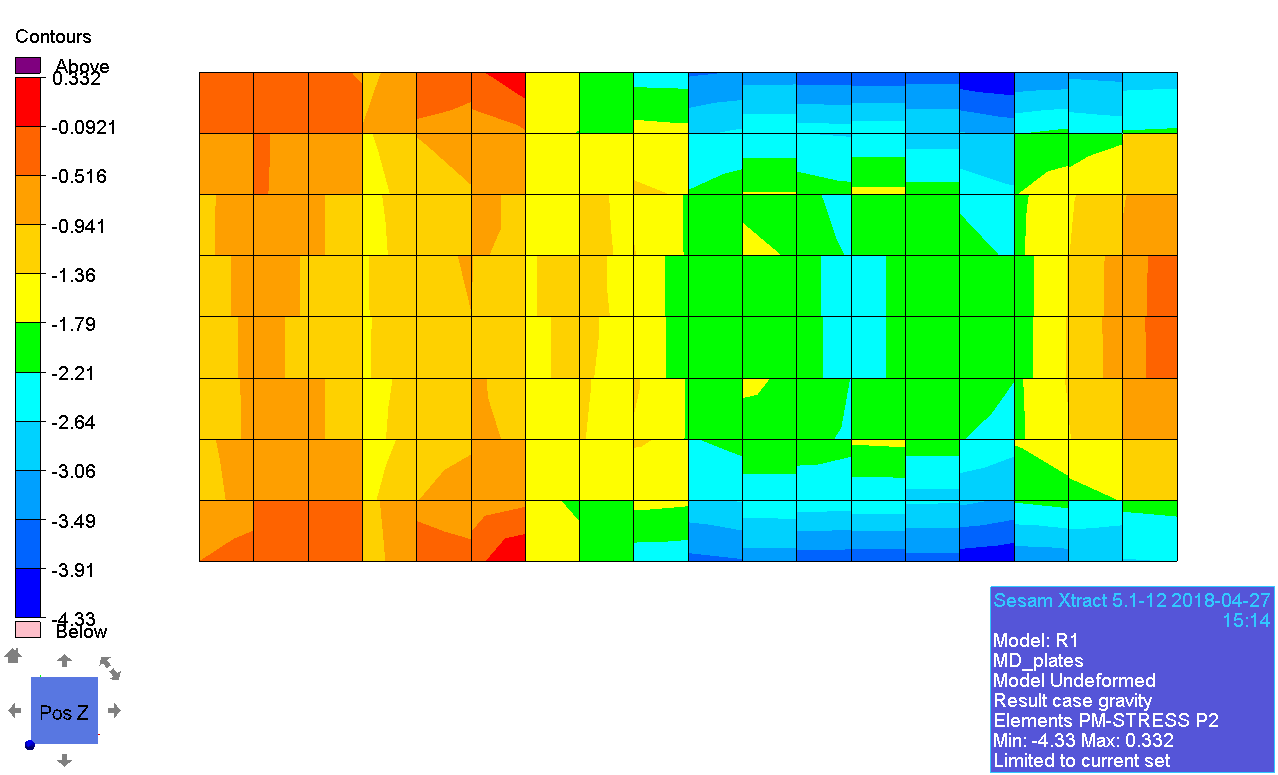 Contours
Above
0.332
-0.0921
-0.516
-0.941
-1.36
-1.79
-2.21
-2.64
-3.06
-3.49
-3.91
-4.33
Below
Pos Z
Sesam Xtract 5.1-12 2018-04-27
15:14
Model: R1
MD_plates
Model Undeformed
Result case gravity
Elements PM-STRESS P2
Min: -4.33 Max: 0.332
Limited to current set